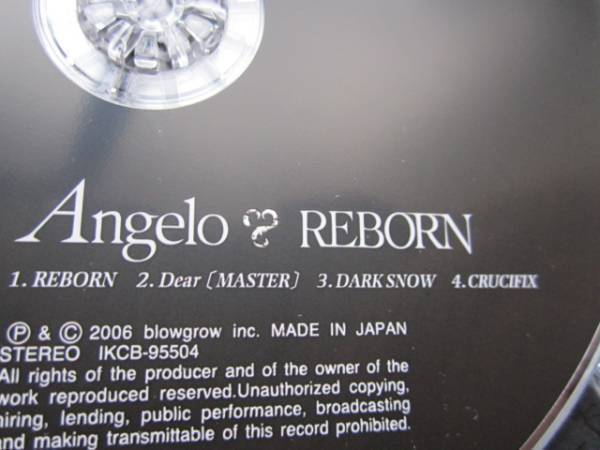 Angelo REBORN
1. REBORN 2. Dear〔MASTER〕 3. DARK SNOW 4. CRUCIFIX
Ⓟ & © 2006 blowgrow inc. MADE IN JAPAN
STEREO IKCB-95504
All rights of the producer and of the owner of the
work reproduced reserved.Unauthorized copying,
hiring, lending, public performance, broadcasting
and making transmittable of this record prohibited.